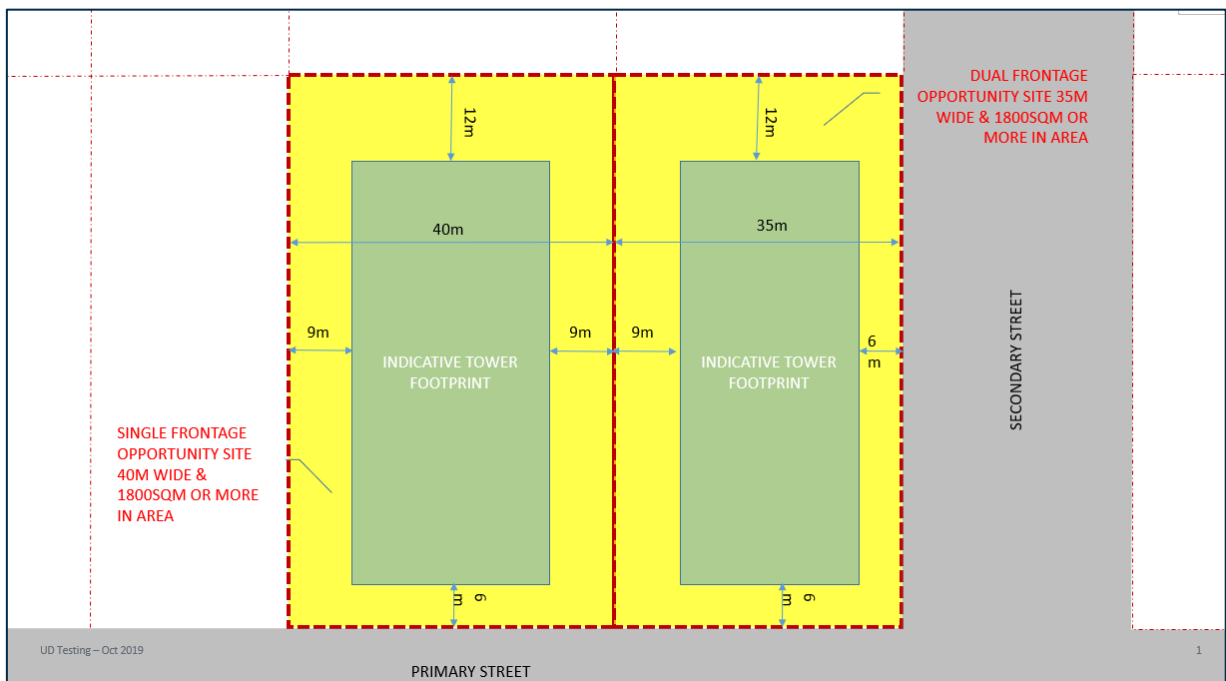 DUAL FRONTAGE
OPPORTUNITY SITE 35M
WIDE & 1800SQM OR
MORE IN AREA
12m
12m
40m
35m
9m
9m
9m
6
m
INDICATIVE TOWER
FOOTPRINT
INDICATIVE TOWER
FOOTPRINT
SECONDARY STREET
SINGLE FRONTAGE
OPPORTUNITY SITE
40M WIDE &
1800SQM OR MORE
IN AREA
6
m
6
m
UD Testing – Oct 2019
1
PRIMARY STREET